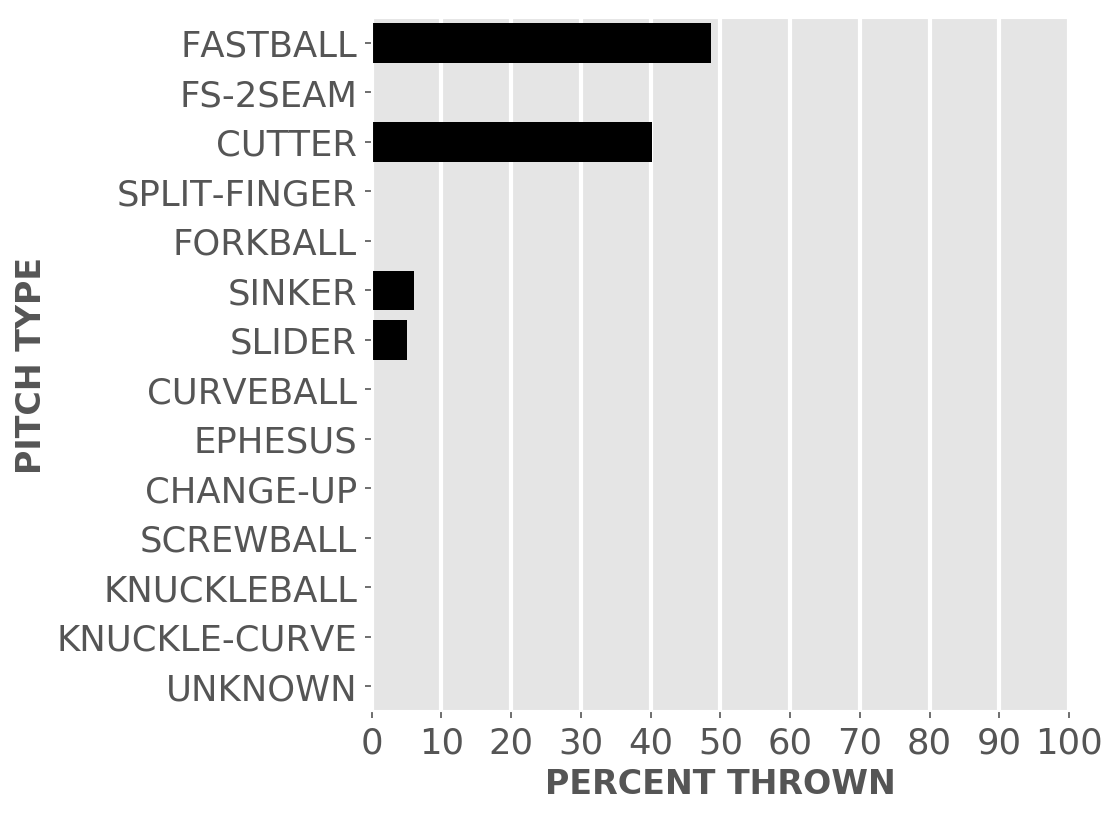 FASTBALL
FS-2SEAM
CUTTER
SPLIT-FINGER
FORKBALL
SINKER
SLIDER
CURVEBALL
EPHESUS
CHANGE-UP
SCREWBALL
KNUCKLEBALL
KNUCKLE-CURVE
UNKNOWN
PITCH TYPE
0 10 20 30 40 50 60 70 80 90 100
PERCENT THROWN